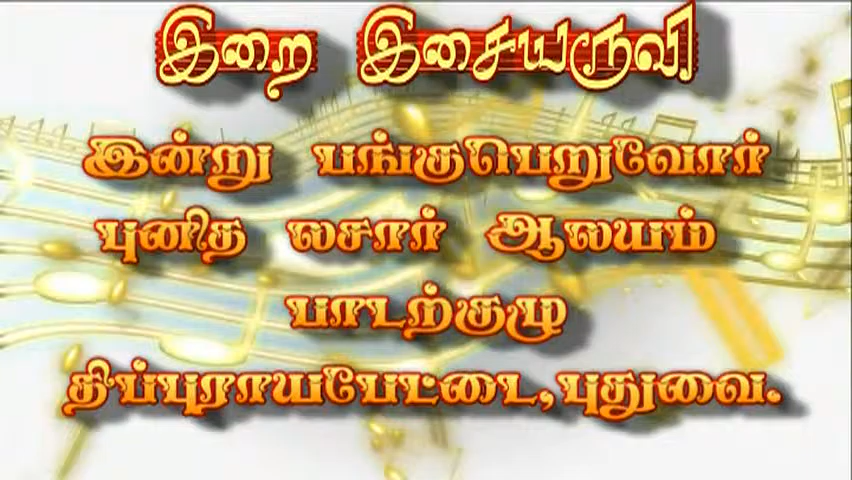 இறை இசையருவி
இன்று பங்குபெறுவோர்
புனித லசார் ஆலயம்
பாடற்குழு
திப்புராயபேட்டை,புதுவை.